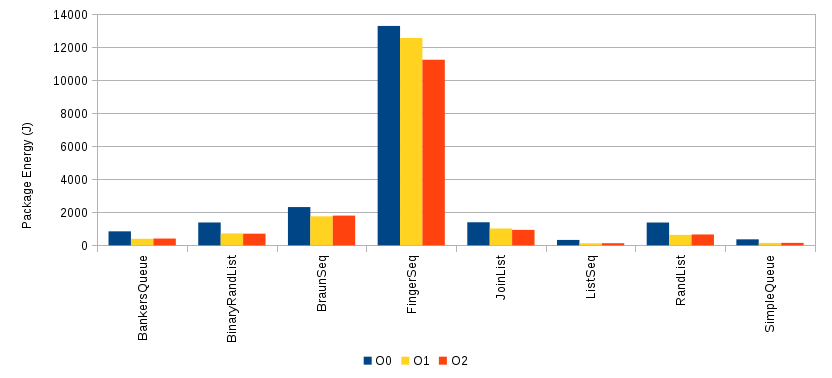 Package Energy (J)
14000
12000
10000
8000
6000
4000
2000
0
BankersQueue
BinaryRandList
BraunSeq
FingerSeq
JoinList
ListSeq
RandList
SimpleQueue
O0 O1 O2